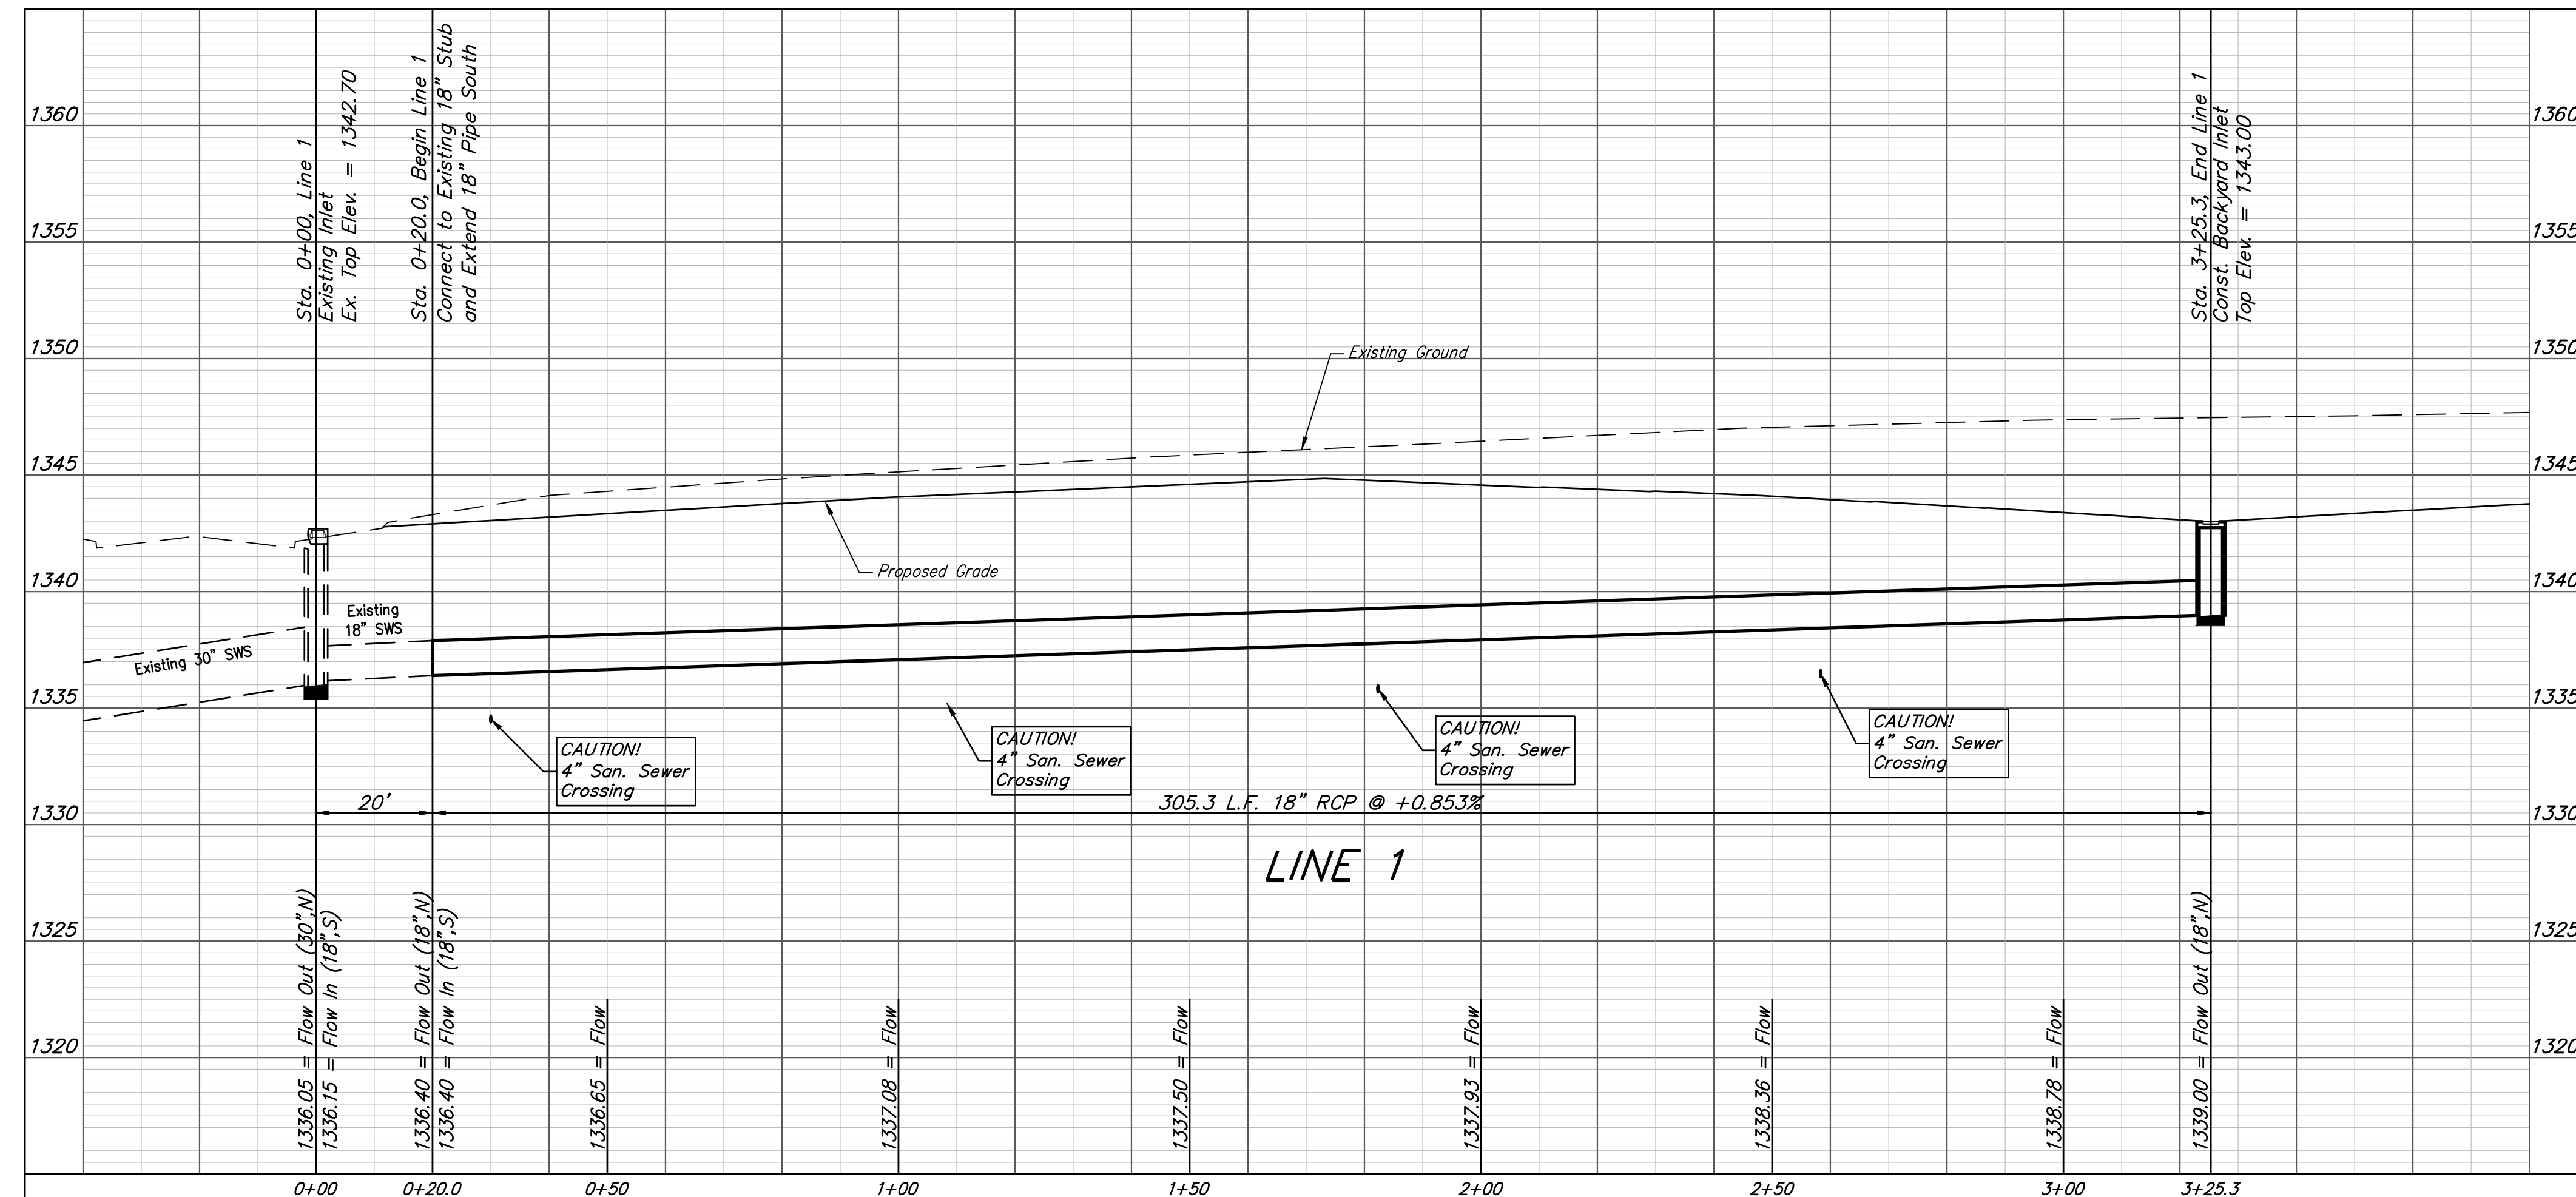 Sta. 0+00, Line 1
Existing Inlet
Ex. Top Elev. = 1342.70
Sta. 0+20.0, Begin Line 1
Connect to Existing 18" Stub
and Extend 18" Pipe South
Sta. 3+25.3, End Line 1
Const. Backyard Inlet
Top Elev. = 1343.00
1360
1360
1355
1355
1350
1350
1345
1345
1340
1340
1335
1335
1330
1330
1325
1325
1320
1320
Existing Ground
Proposed Grade
Existing
18" SWS
Existing 30" SWS
CAUTION!
4" San. Sewer
Crossing
CAUTION!
4" San. Sewer
Crossing
CAUTION!
4" San. Sewer
Crossing
CAUTION!
4" San. Sewer
Crossing
20'
305.3 L.F. 18" RCP @ +0.853%
LINE 1
1336.05 = Flow Out (30",N)
1336.15 = Flow In (18",S)
1336.40 = Flow Out (18",N)
1336.40 = Flow In (18",S)
1336.65 = Flow
1337.08 = Flow
1337.50 = Flow
1337.93 = Flow
1338.36 = Flow
1338.78 = Flow
1339.00 = Flow Out (18",N)
0+00
0+20.0
0+50
1+00
1+50
2+00
2+50
3+00
3+25.3